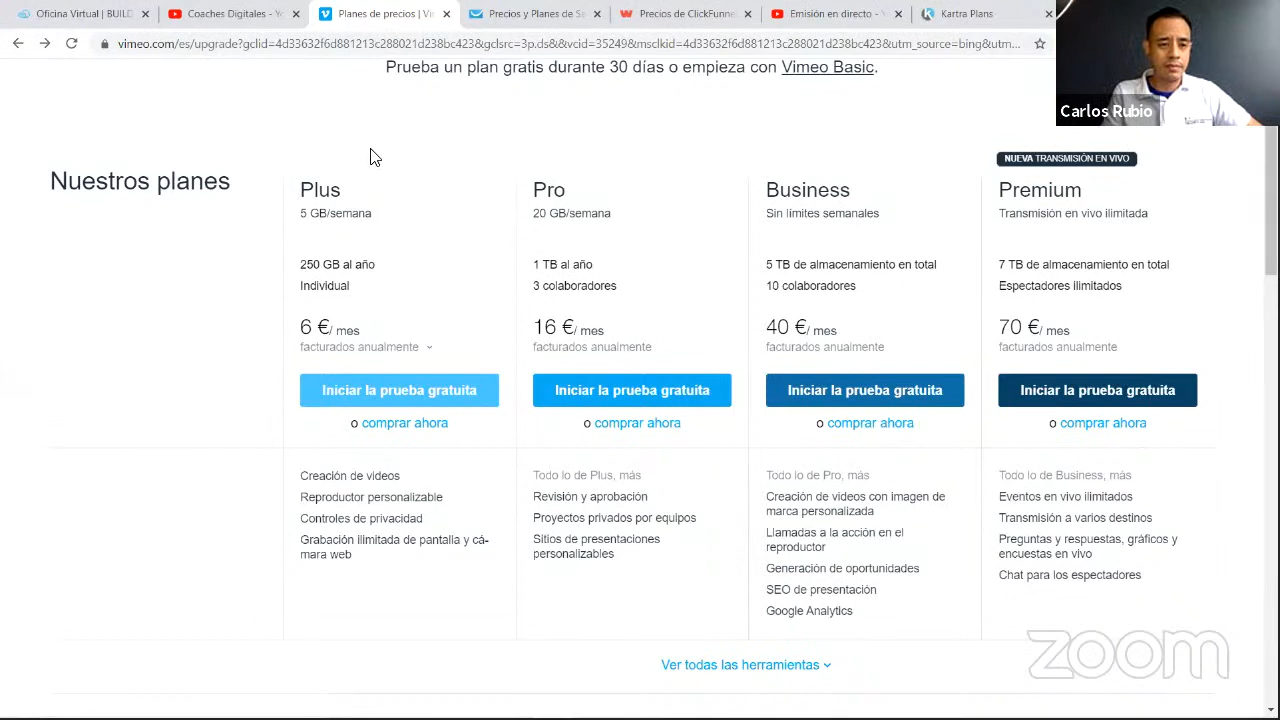 Oficina Virtual | BUILD
Coaches Digitales - Y
Planes de precios | Vi
Precios y Planes de Se
Precios de ClickFunne
Emisión en directo - Y
Kartra Plans
vimeo.com/es/upgrade?gclid=4d33632f6d881213c288021d238bc423&gclsrc=3p.ds&&vcid=35249&msclkid=4d33632f6d881213c288021d238bc423&utm_source=bing&utm...
Carlos Rubio
Prueba un plan gratis durante 30 días o empieza con Vimeo Basic.
Nuestros planes
Plus
5 GB/semana
250 GB al año
Individual
6 €/ mes
facturados anualmente
Iniciar la prueba gratuita
o comprar ahora
Creación de videos
Reproductor personalizable
Controles de privacidad
Grabación ilimitada de pantalla y cá-
mara web
Pro
20 GB/semana
1 TB al año
3 colaboradores
16 €/ mes
facturados anualmente
Iniciar la prueba gratuita
o comprar ahora
Todo lo de Plus, más
Revisión y aprobación
Proyectos privados por equipos
Sitios de presentaciones
personalizables
Business
Sin límites semanales
5 TB de almacenamiento en total
10 colaboradores
40 €/ mes
facturados anualmente
Iniciar la prueba gratuita
o comprar ahora
Todo lo de Pro, más
Creación de videos con imagen de
marca personalizada
Llamadas a la acción en el
reproductor
Generación de oportunidades
SEO de presentación
Google Analytics
NUEVA TRANSMISIÓN EN VIVO
Premium
Transmisión en vivo ilimitada
7 TB de almacenamiento en total
Espectadores ilimitados
70 €/ mes
facturados anualmente
Iniciar la prueba gratuita
o comprar ahora
Todo lo de Business, más
Eventos en vivo ilimitados
Transmisión a varios destinos
Preguntas y respuestas, gráficos y
encuestas en vivo
Chat para los espectadores
Ver todas las herramientas
zoom